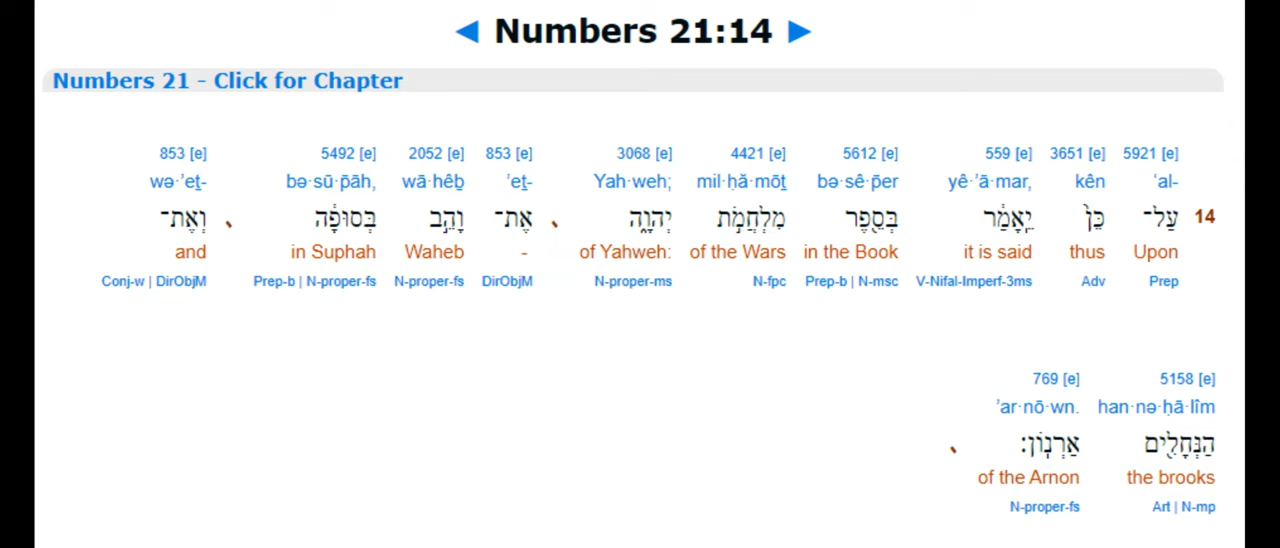 ◄ Numbers 21:14 ►
Numbers 21 - Click for Chapter
853 [e] 5492 [e] 2052 [e] 853 [e] 3068 [e] 4421 [e] 5612 [e] 559 [e] 3651 [e] 5921 [e]
wə·’eṯ- bə·sū·p̄āh, wā·hêḇ ’eṯ- Yah·weh; mil·ḥă·mōṯ bə·sê·p̄er yê·’ā·mar, kên ‘al-
14 עַל־ כֵּן֙ יֵֽאָמַ֔ר בְּסֵ֖פֶר מִלְחֲמֹ֣ת יְהוָ֑ה 、 אֶת־ וָהֵ֣ב בְּסוּפָ֔ה 、 וְאֶת־
and in Suphah Waheb - of Yahweh: of the Wars in the Book it is said thus Upon
Conj-w | DirObjM Prep-b | N-proper-fs N-proper-fs DirObjM N-proper-ms N-fpc Prep-b | N-msc V-Nifal-Imperf-3ms Adv Prep
769 [e] 5158 [e]
’ar·nō·wn. han·nə·ḥā·lîm
הַנְּחָלִ֖ים אַרְנֽוֹן׃ 、
of the Arnon the brooks
N-proper-fs Art | N-mp